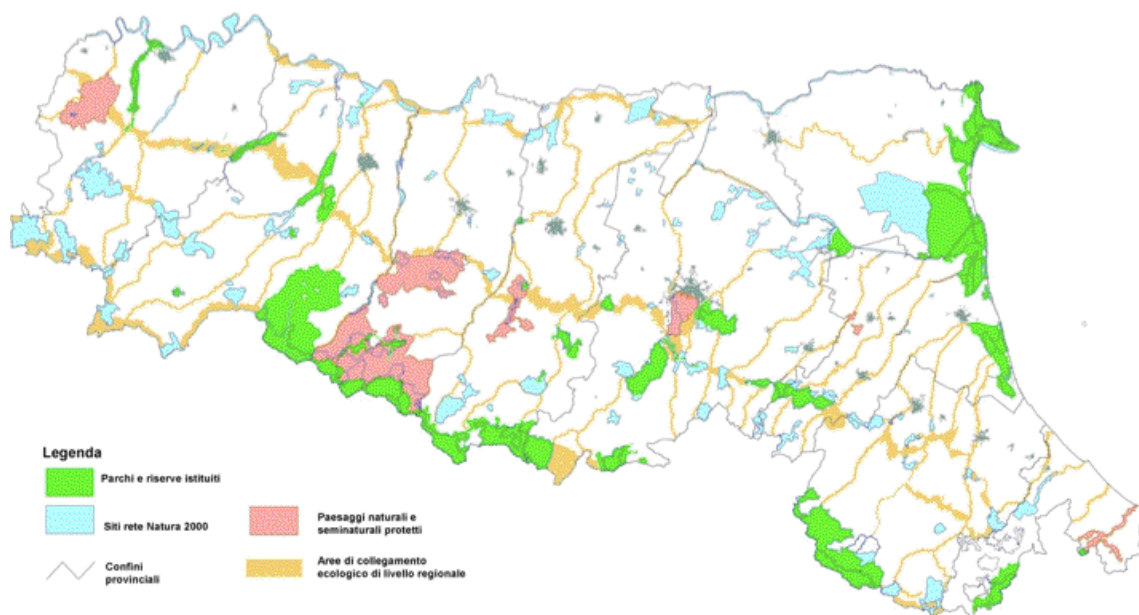 Legenda
Parchi e riserve istituiti
Siti rete Natura 2000
Confini
provinciali
Paesaggi naturali e
seminaturali protetti
Aree di collegamento
ecologico di livello regionale